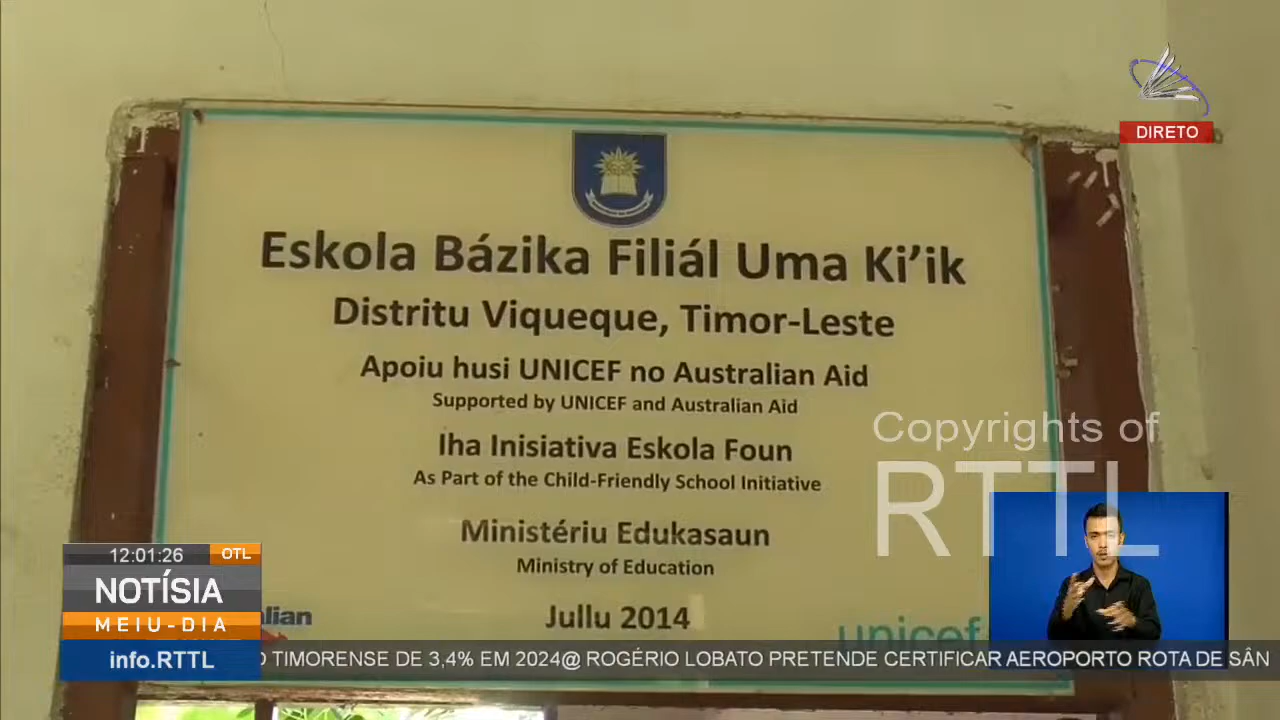 DIRETO
Eskola Bázika Filiál Uma Ki'ik
Distritu Viqueque, Timor-Leste
Apoiu husi UNICEF no Australian Aid
Supported by UNICEF and Australian Aid
Iha Inisiativa Eskola Foun
As Part of the Child-Friendly School Initiative
Ministériu Edukasaun
Ministry of Education
Jullu 2014
unicef
Copyrights of
RTTL
12:01:26 OTL
NOTÍSIA
MEIU-DIA
info.RTTL
TIMORENSE DE 3,4% EM 2024@ ROGÉRIO LOBATO PRETENDE CERTIFICAR AEROPORTO ROTA DE SÂN